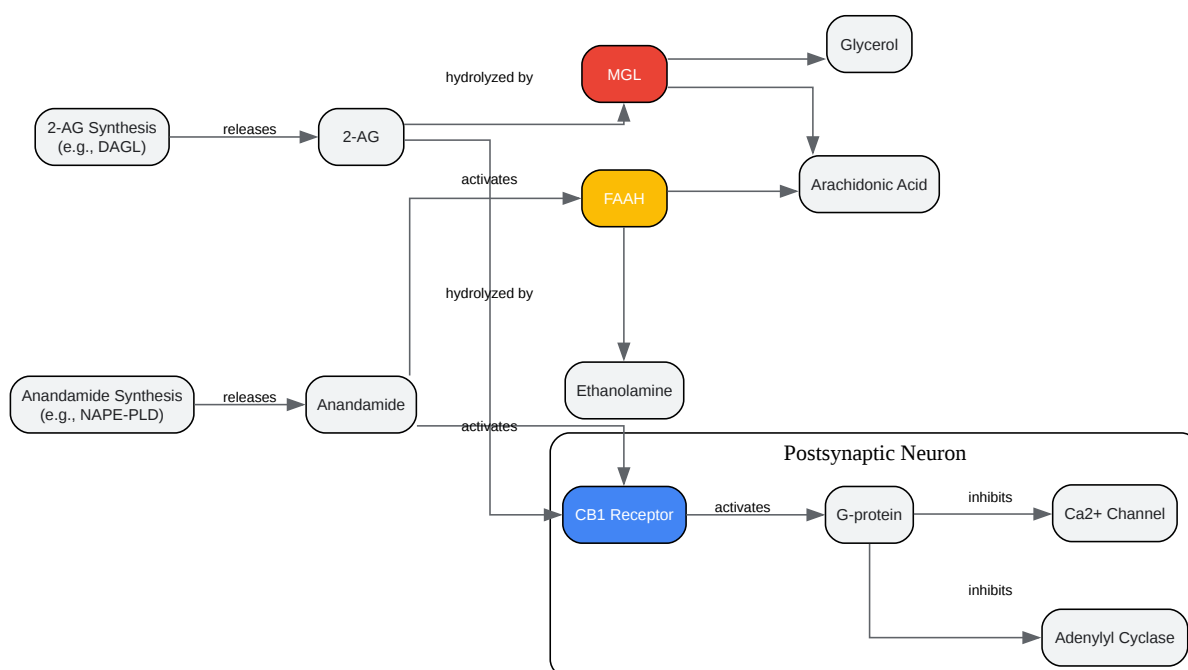 Glycerol
hydrolyzed by
MGL
2-AG Synthesis
(e.g., DAGL)
releases
2-AG
activates
FAAH
Arachidonic Acid
hydrolyzed by
Anandamide Synthesis
(e.g., NAPE-PLD)
releases
Anandamide
Ethanolamine
activates
Postsynaptic Neuron
CB1 Receptor
activates
G-protein
inhibits
Ca2+ Channel
inhibits
Adenylyl Cyclase